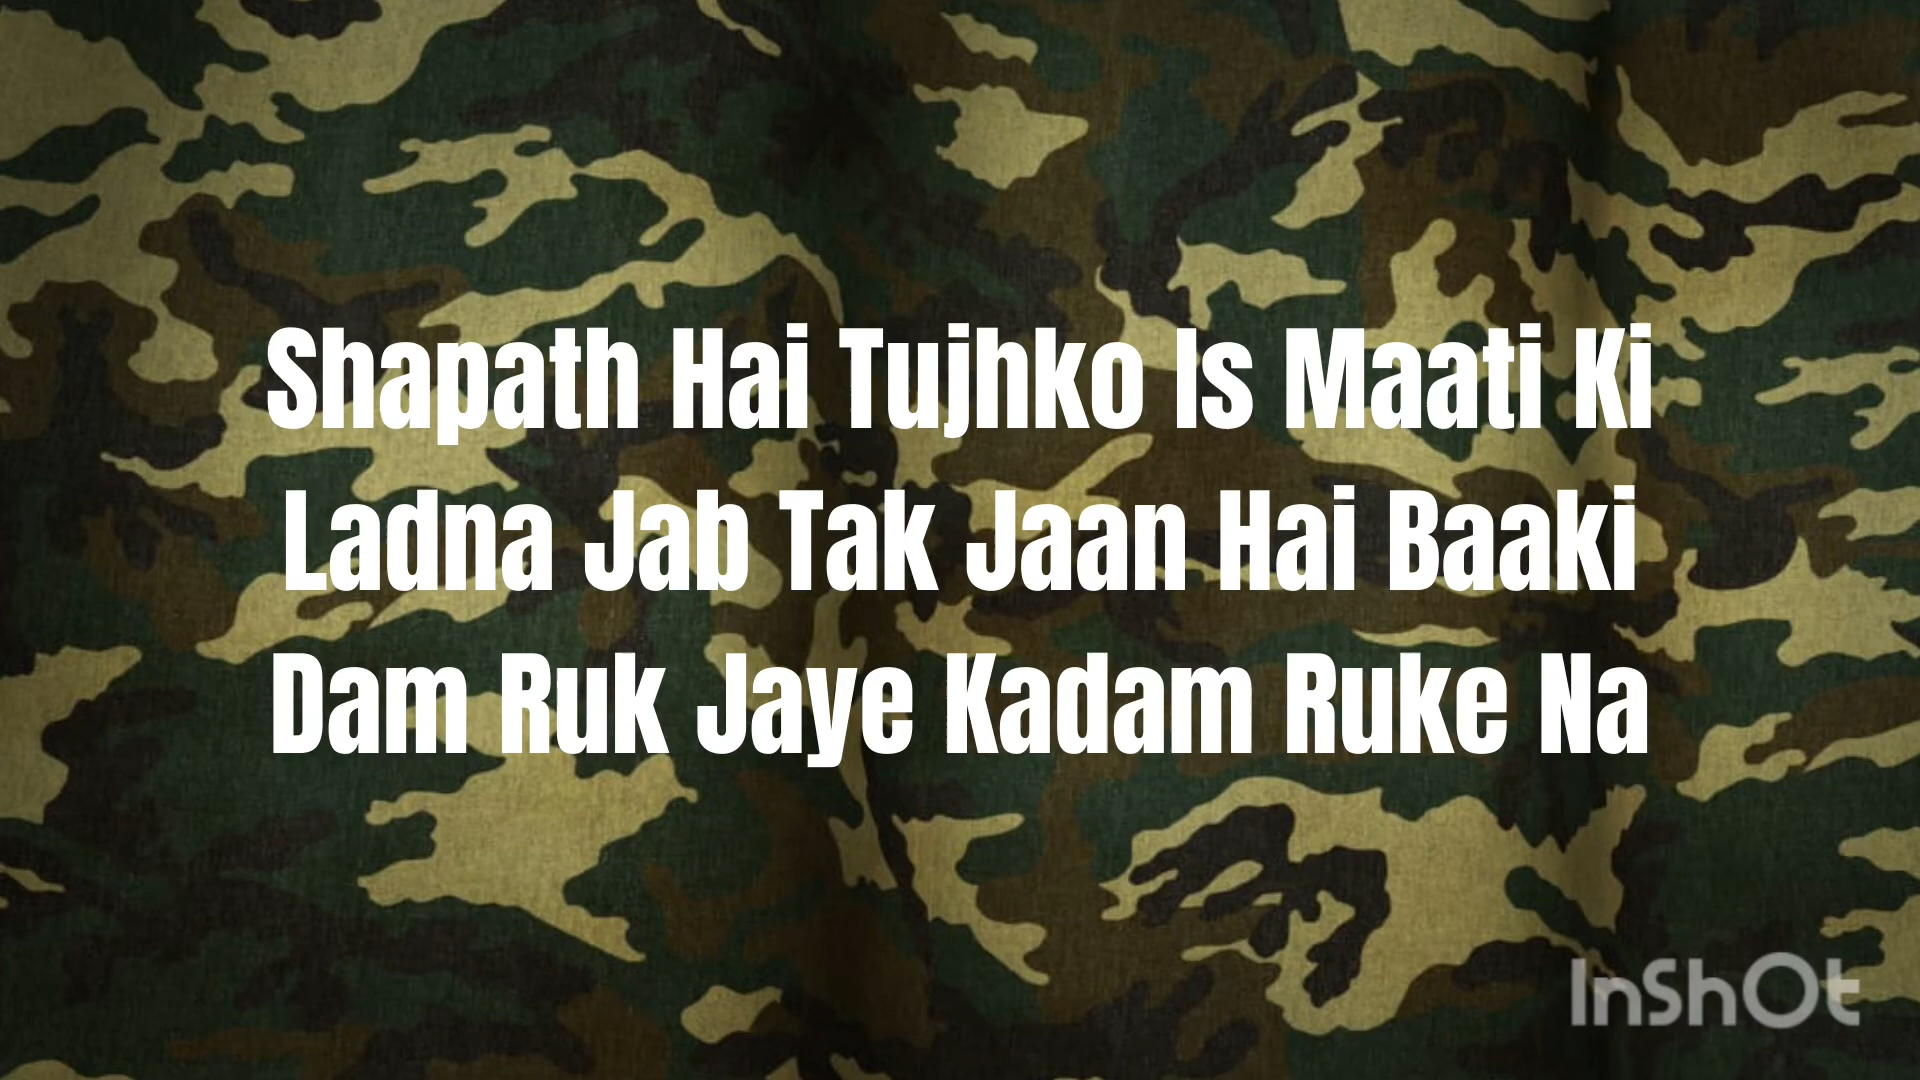 Shapath Hai Tujhko Is Maati Ki
Ladna Jab Tak Jaan Hai Baaki
Dam Ruk Jaye Kadam Ruke Na
InShOt